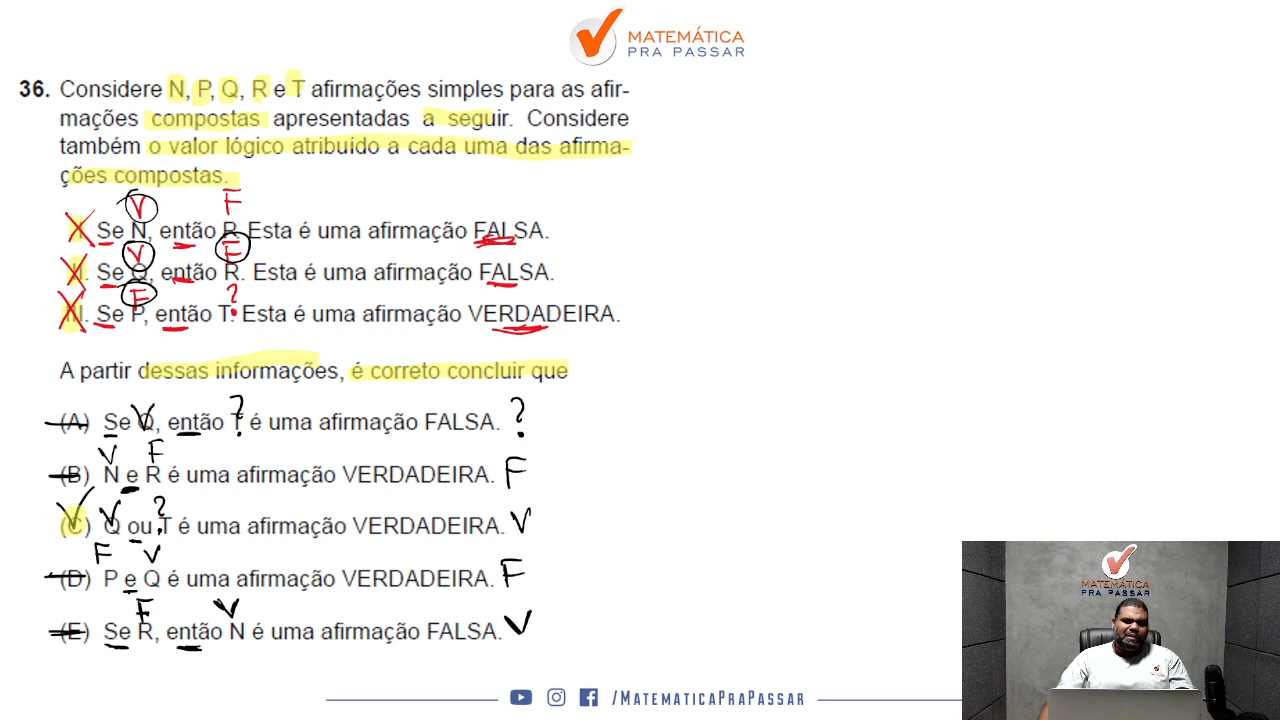 MATEMÁTICA
PRA PASSAR
36. Considere N, P, Q, R e T afirmações simples para as afir-
mações compostas apresentadas a seguir. Considere
também o valor lógico atribuído a cada uma das afirma-
ções compostas.
V F
I. Se N, então P. Esta é uma afirmação FALSA.
V F
II. Se Q, então R. Esta é uma afirmação FALSA.
F ?
III. Se P, então T. Esta é uma afirmação VERDADEIRA.
A partir dessas informações, é correto concluir que
V ?
(A) Se Q, então T é uma afirmação FALSA. ?
V F
(B) N e R é uma afirmação VERDADEIRA. F
V V ?
(C) Q ou T é uma afirmação VERDADEIRA. V
F V
(D) P e Q é uma afirmação VERDADEIRA. F
F V
(E) Se R, então N é uma afirmação FALSA. V
MATEMÁTICA
PRA PASSAR
/MATEMATICAPRAPASSAR